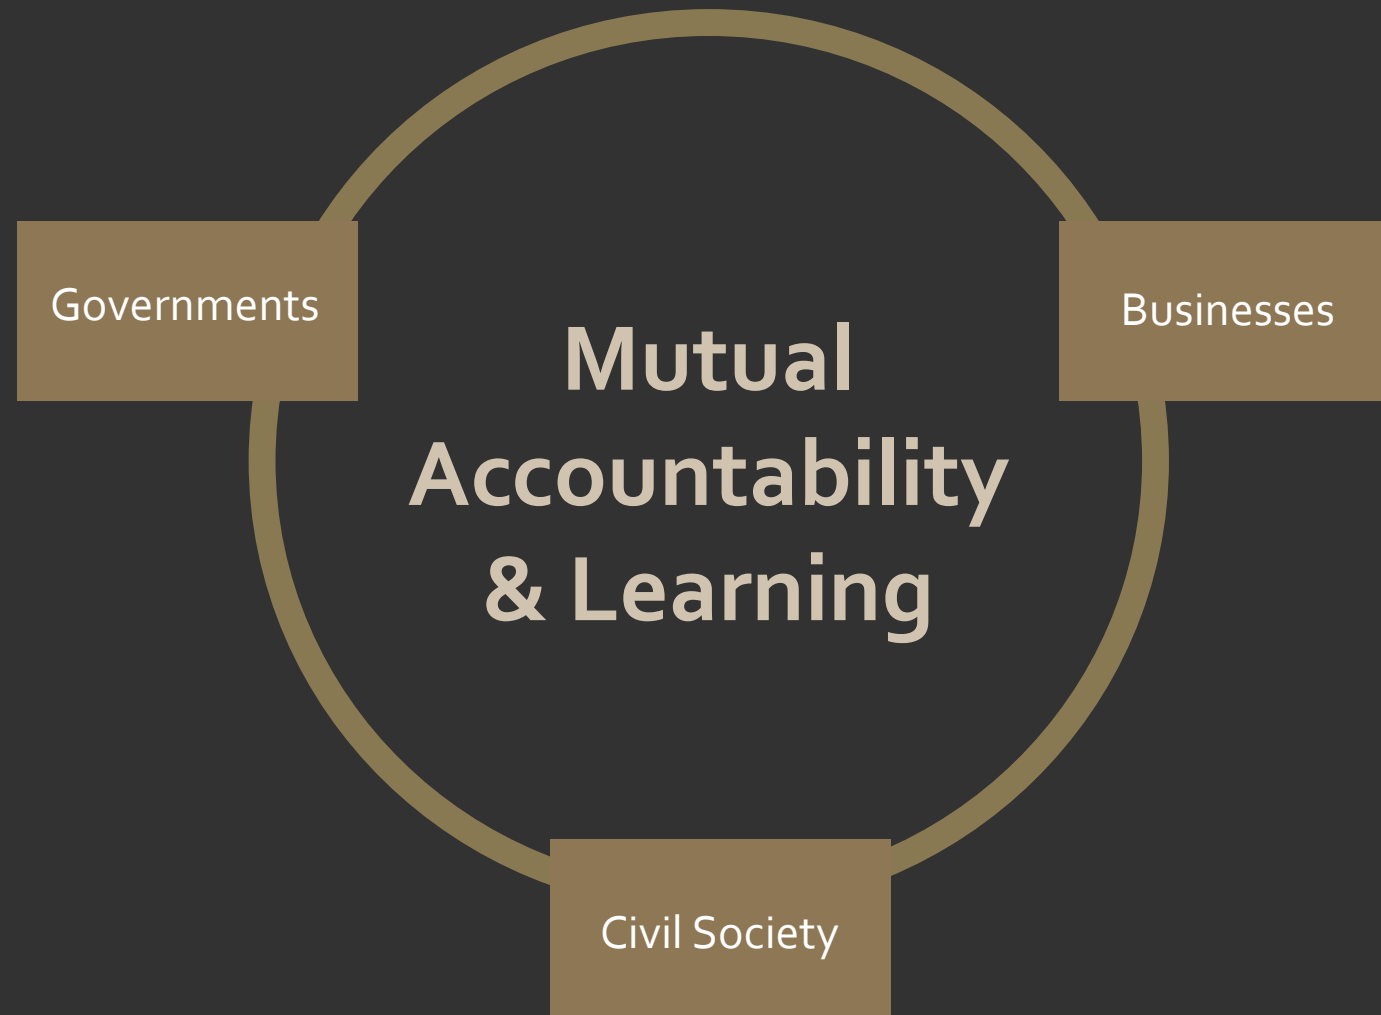 Governments
Businesses
Mutual
Accountability
& Learning
Civil Society